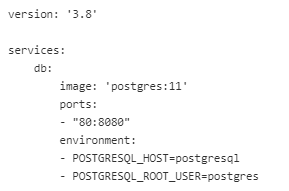 version: '3.8'
services:
db:
image: 'postgres:11'
ports:
- "80:8080"
environment:
- POSTGRESQL_HOST=postgresql
- POSTGRESQL_ROOT_USER=postgres